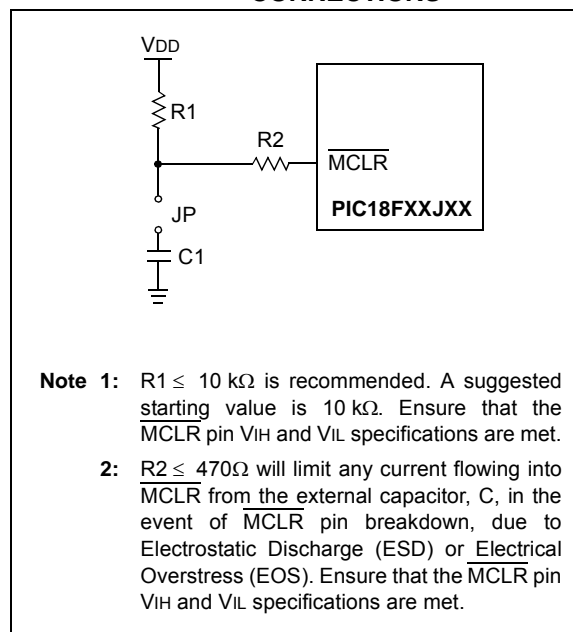 CONNECTIONS
VDD
R1
R2
MCLR
PIC18FXXJXX
JP
C1
Note 1: R1 ≤ 10 kΩ is recommended. A suggested
starting value is 10 kΩ. Ensure that the
MCLR pin VIH and VIL specifications are met.
2: R2 ≤ 470Ω will limit any current flowing into
MCLR from the external capacitor, C, in the
event of MCLR pin breakdown, due to
Electrostatic Discharge (ESD) or Electrical
Overstress (EOS). Ensure that the MCLR pin
VIH and VIL specifications are met.